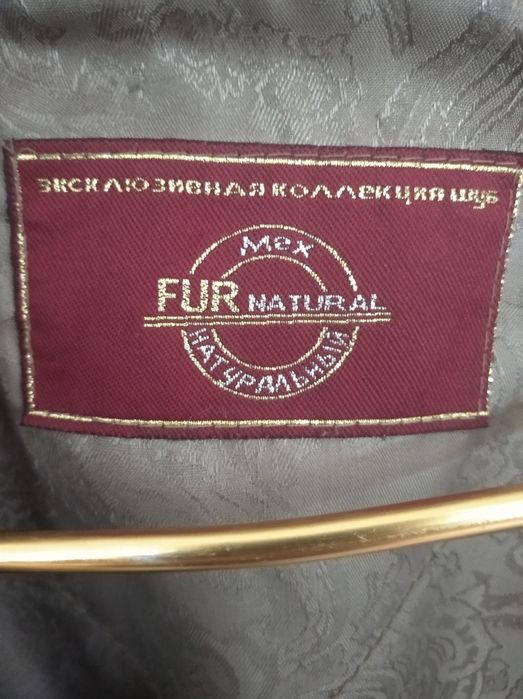 ЭКСКЛЮЗИВНАЯ КОЛЛЕКЦИЯ ШУБ
Мех
FUR NATURAL
НАТУРАЛЬНЫЙ